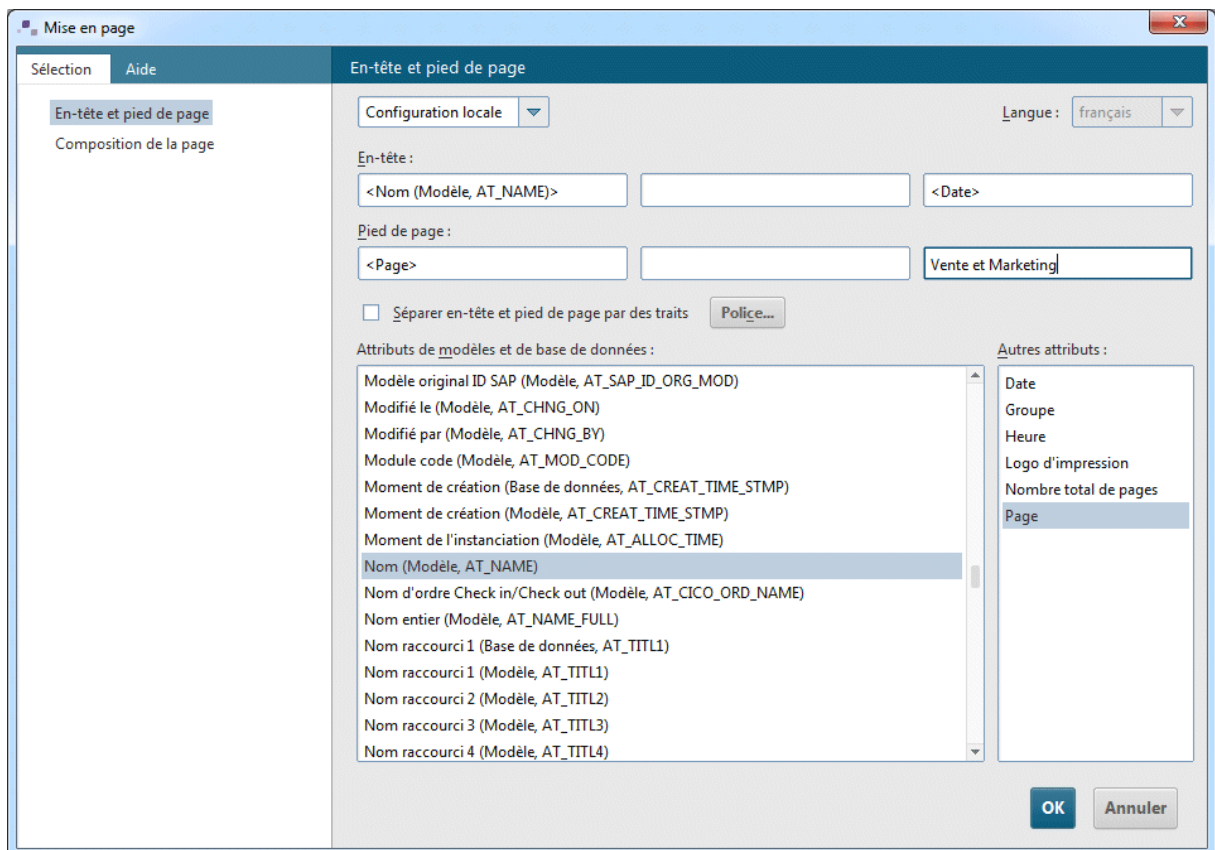 Mise en page
Sélection Aide
En-tête et pied de page
Composition de la page
En-tête et pied de page
Configuration locale
Langue : français
En-tête :
<Nom (Modèle, AT_NAME)>
<Date>
Pied de page :
<Page>
Vente et Marketing
Séparer en-tête et pied de page par des traits
Police...
Attributs de modèles et de base de données :
Modèle original ID SAP (Modèle, AT_SAP_ID_ORG_MOD)
Modifié le (Modèle, AT_CHNG_ON)
Modifié par (Modèle, AT_CHNG_BY)
Module code (Modèle, AT_MOD_CODE)
Moment de création (Base de données, AT_CREAT_TIME_STMP)
Moment de création (Modèle, AT_CREAT_TIME_STMP)
Moment de l'instanciation (Modèle, AT_ALLOC_TIME)
Nom (Modèle, AT_NAME)
Nom d'ordre Check in/Check out (Modèle, AT_CICO_ORD_NAME)
Nom entier (Modèle, AT_NAME_FULL)
Nom raccourci 1 (Base de données, AT_TITL1)
Nom raccourci 1 (Modèle, AT_TITL1)
Nom raccourci 2 (Modèle, AT_TITL2)
Nom raccourci 3 (Modèle, AT_TITL3)
Nom raccourci 4 (Modèle, AT_TITL4)
Autres attributs :
Date
Groupe
Heure
Logo d'impression
Nombre total de pages
Page
OK
Annuler